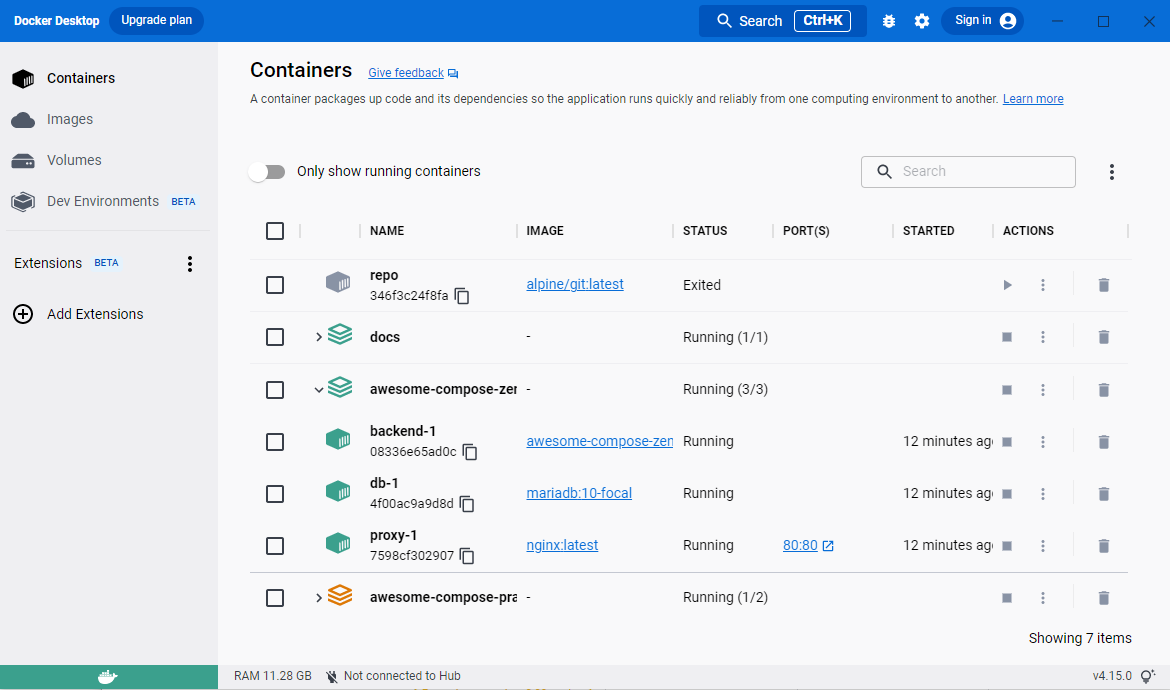 Docker Desktop Upgrade plan Search Ctrl+K Sign in
Containers
Images
Volumes
Dev Environments BETA
Extensions BETA
Add Extensions
Containers Give feedback
A container packages up code and its dependencies so the application runs quickly and reliably from one computing environment to another. Learn more
Only show running containers Search
NAME IMAGE STATUS PORT(S) STARTED ACTIONS
repo
346f3c24f8fa alpine/git:latest Exited
docs - Running (1/1)
awesome-compose-zen - Running (3/3)
backend-1
08336e65ad0c awesome-compose-zen Running 12 minutes ago
db-1
4f00ac9a9d8d mariadb:10-focal Running 12 minutes ago
proxy-1
7598cf302907 nginx:latest Running 80:80 12 minutes ago
awesome-compose-pra - Running (1/2)
Showing 7 items
RAM 11.28 GB Not connected to Hub v4.15.0